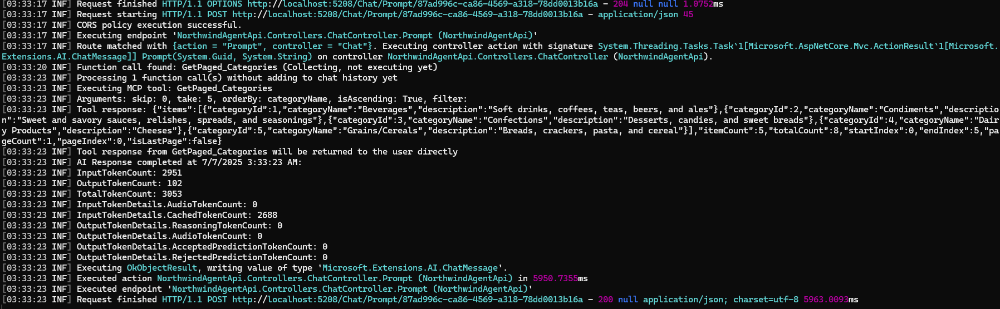 [03:33:17 INF] Request finished HTTP/1.1 OPTIONS http://localhost:5208/Chat/Prompt/87ad996c-ca86-4569-a318-78dd0013b16a - 204 null null 1.0752ms
[03:33:17 INF] Request starting HTTP/1.1 POST http://localhost:5208/Chat/Prompt/87ad996c-ca86-4569-a318-78dd0013b16a - application/json 45
[03:33:17 INF] CORS policy execution successful.
[03:33:17 INF] Executing endpoint 'NorthwindAgentApi.Controllers.ChatController.Prompt (NorthwindAgentApi)'
[03:33:17 INF] Route matched with {action = "Prompt", controller = "Chat"}. Executing controller action with signature System.Threading.Tasks.Task`1[Microsoft.AspNetCore.Mvc.ActionResult`1[Microsoft.
Extensions.AI.ChatMessage]] Prompt(System.Guid, System.String) on controller NorthwindAgentApi.Controllers.ChatController (NorthwindAgentApi).
[03:33:20 INF] Function call found: GetPaged_Categories (Collecting, not executing yet)
[03:33:23 INF] Processing 1 function call(s) without adding to chat history yet
[03:33:23 INF] Executing MCP tool: GetPaged_Categories
[03:33:23 INF] Arguments: skip: 0, take: 5, orderBy: categoryName, isAscending: True, filter:
[03:33:23 INF] Tool response: {"items":[{"categoryId":1,"categoryName":"Beverages","description":"Soft drinks, coffees, teas, beers, and ales"},{"categoryId":2,"categoryName":"Condiments","descriptio
n":"Sweet and savory sauces, relishes, spreads, and seasonings"},{"categoryId":3,"categoryName":"Confections","description":"Desserts, candies, and sweet breads"},{"categoryId":4,"categoryName":"Dair
y Products","description":"Cheeses"},{"categoryId":5,"categoryName":"Grains/Cereals","description":"Breads, crackers, pasta, and cereal"}],"itemCount":5,"totalCount":8,"startIndex":0,"endIndex":5,"pa
geCount":1,"pageIndex":0,"isLastPage":false}
[03:33:23 INF] Tool response from GetPaged_Categories will be returned to the user directly
[03:33:23 INF] AI Response completed at 7/7/2025 3:33:23 AM:
[03:33:23 INF] InputTokenCount: 2951
[03:33:23 INF] OutputTokenCount: 102
[03:33:23 INF] TotalTokenCount: 3053
[03:33:23 INF] InputTokenDetails.AudioTokenCount: 0
[03:33:23 INF] InputTokenDetails.CachedTokenCount: 2688
[03:33:23 INF] OutputTokenDetails.ReasoningTokenCount: 0
[03:33:23 INF] OutputTokenDetails.AudioTokenCount: 0
[03:33:23 INF] OutputTokenDetails.AcceptedPredictionTokenCount: 0
[03:33:23 INF] OutputTokenDetails.RejectedPredictionTokenCount: 0
[03:33:23 INF] Executing OkObjectResult, writing value of type 'Microsoft.Extensions.AI.ChatMessage'.
[03:33:23 INF] Executed action NorthwindAgentApi.Controllers.ChatController.Prompt (NorthwindAgentApi) in 5950.7355ms
[03:33:23 INF] Executed endpoint 'NorthwindAgentApi.Controllers.ChatController.Prompt (NorthwindAgentApi)'
[03:33:23 INF] Request finished HTTP/1.1 POST http://localhost:5208/Chat/Prompt/87ad996c-ca86-4569-a318-78dd0013b16a - 200 null application/json; charset=utf-8 5963.0093ms